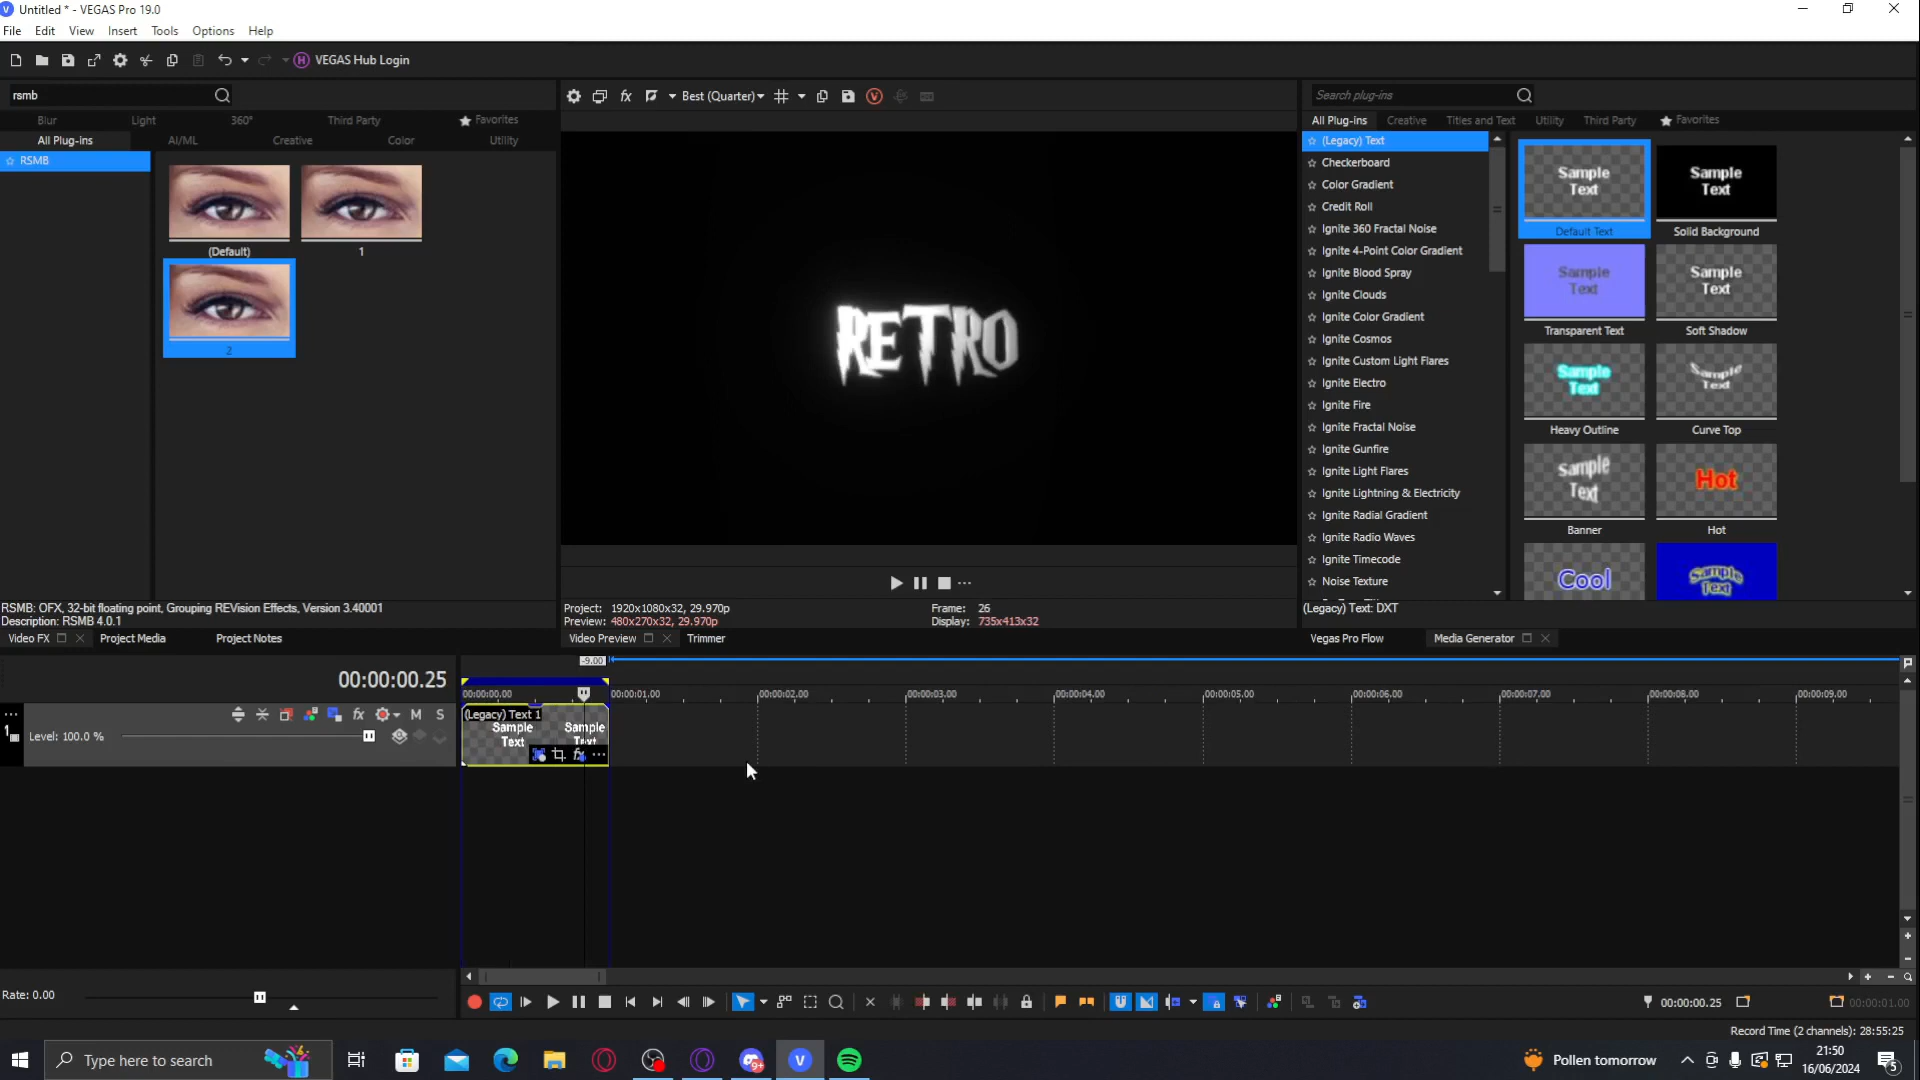 Untitled * - VEGAS Pro 19.0
File Edit View Insert Tools Options Help
VEGAS Hub Login
rsmb
Blur Light 360° Third Party Favorites
All Plug-ins AI/ML Creative Color Utility
RSMB
(Default) 1
2
Best (Quarter)
RETRO
Search plug-ins
All Plug-ins Creative Titles and Text Utility Third Party Favorites
(Legacy) Text
Checkerboard
Color Gradient
Credit Roll
Ignite 360 Fractal Noise
Ignite 4-Point Color Gradient
Ignite Blood Spray
Ignite Clouds
Ignite Color Gradient
Ignite Cosmos
Ignite Custom Light Flares
Ignite Electro
Ignite Fire
Ignite Fractal Noise
Ignite Gunfire
Ignite Light Flares
Ignite Lightning & Electricity
Ignite Radial Gradient
Ignite Radio Waves
Ignite Timecode
Noise Texture
Sample
Text
Default Text
Sample
Text
Solid Background
Sample
Text
Transparent Text
Sample
Text
Soft Shadow
Sample
Text
Heavy Outline
Sample
Text
Curve Top
Sample
Text
Banner
Hot
Hot
Cool
Sample
Text
RSMB: OFX, 32-bit floating point, Grouping REVision Effects, Version 3.40001
Description: RSMB 4.0.1
Video FX Project Media Project Notes
Project: 1920x1080x32, 29.970p
Preview: 480x270x32, 29.970p
Frame: 26
Display: 735x413x32
Video Preview Trimmer
(Legacy) Text: DXT
Vegas Pro Flow Media Generator
00:00:00.25
-9.00
00:00:00.00 00:00:01.00 00:00:02.00 00:00:03.00 00:00:04.00 00:00:05.00 00:00:06.00 00:00:07.00 00:00:08.00 00:00:09.00
1
M S
Level: 100.0 %
(Legacy) Text 1
Sample
Text
Sample
Text
Rate: 0.00
00:00:00.25
00:00:01.00
Record Time (2 channels): 28:55:25
Type here to search
9+
Pollen tomorrow
21:50
16/06/2024
5